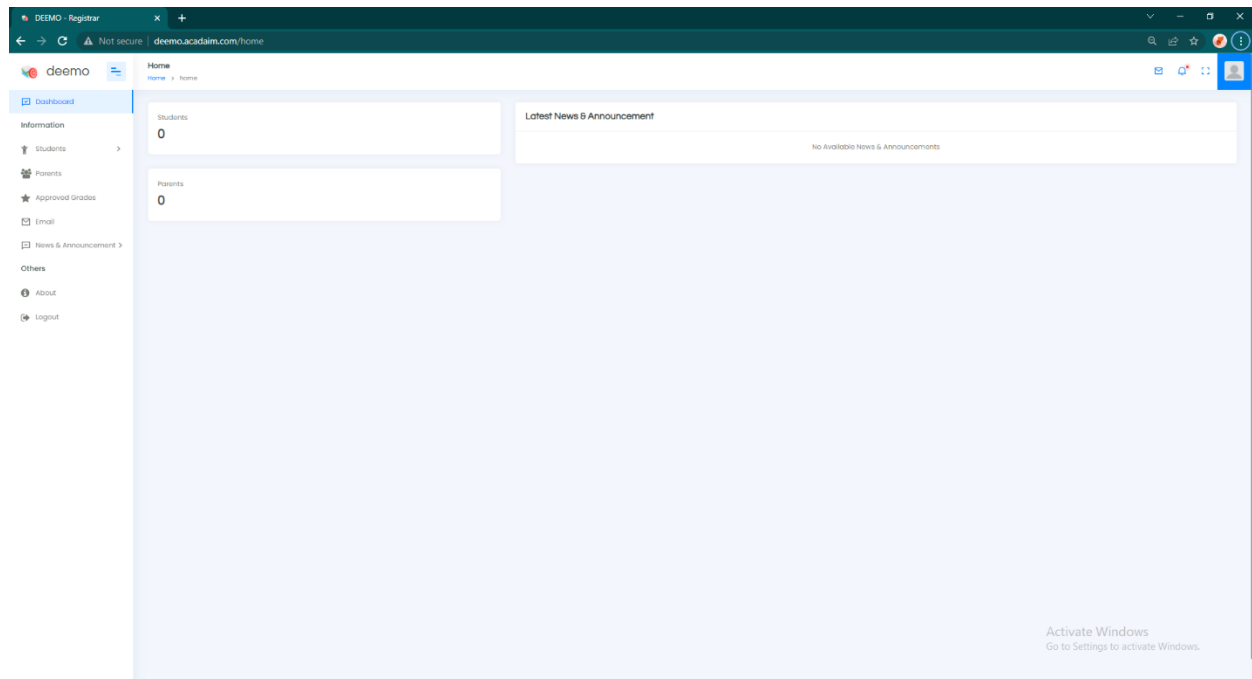 DEEMO - Registrar
Not secure | deemo.acadaim.com/home
deemo
Home
Home > home
Dashboard
Information
Students
Parents
Approved Grades
Email
News & Announcement
Others
About
Logout
Students
0
Parents
0
Latest News & Announcement
No Available News & Announcements
Activate Windows
Go to Settings to activate Windows.